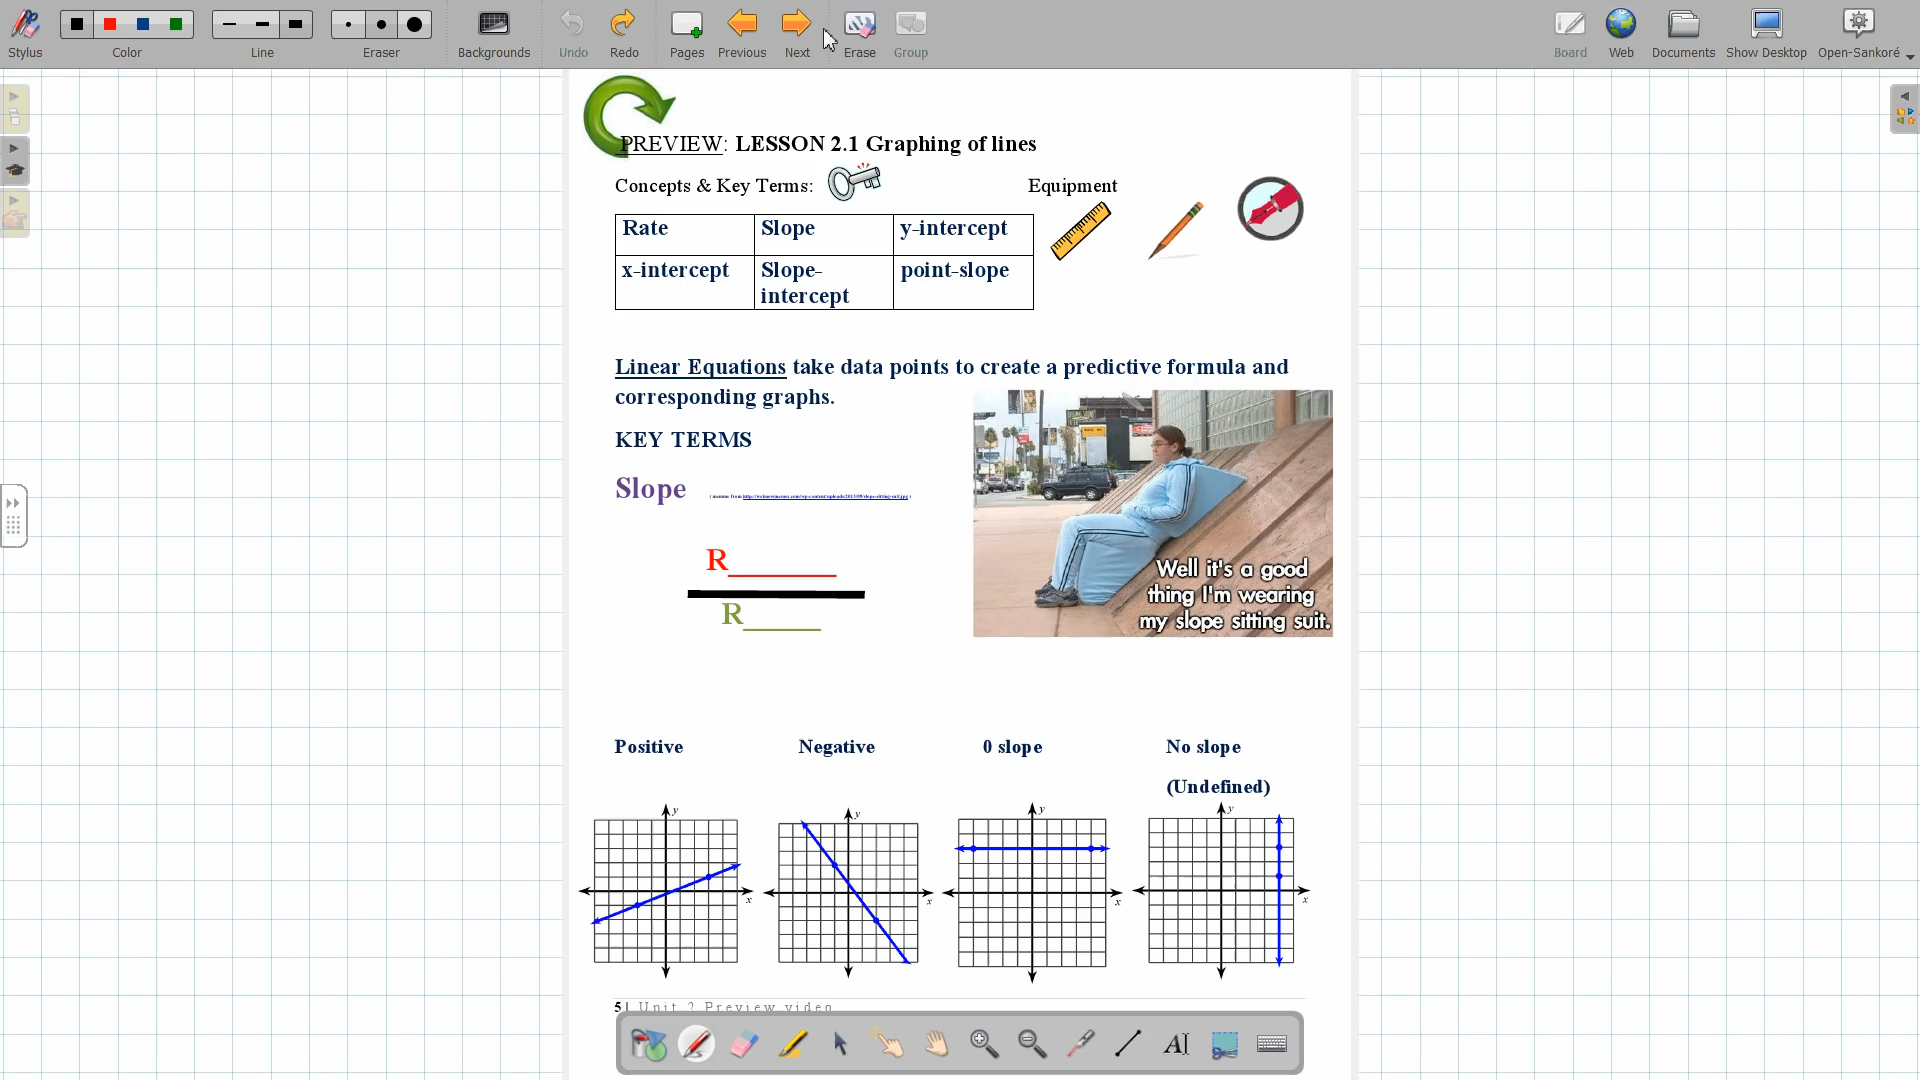 Stylus Color Line Eraser Backgrounds Undo Redo Pages Previous Next Erase Group Board Web Documents Show Desktop Open-Sankoré
PREVIEW: LESSON 2.1 Graphing of lines
Concepts & Key Terms: Equipment
Rate Slope y-intercept
x-intercept Slope-intercept point-slope
Linear Equations take data points to create a predictive formula and
corresponding graphs.
KEY TERMS
Slope
R________
R______
Well it's a good
thing I'm wearing
my slope sitting suit.
Positive Negative 0 slope No slope
(Undefined)
y y y y
x x x x
5 | Unit 2 Preview video